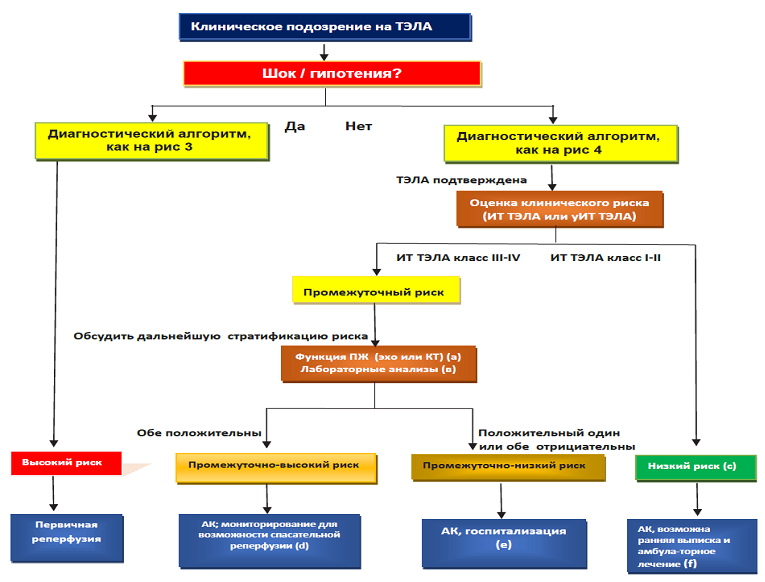 Клиническое подозрение на ТЭЛА
Шок / гипотения?
Да
Нет
Диагностический алгоритм,
как на рис 3
Диагностический алгоритм,
как на рис 4
ТЭЛА подтверждена
Оценка клинического риска
(ИТ ТЭЛА или уИТ ТЭЛА)
ИТ ТЭЛА класс III-IV
ИТ ТЭЛА класс I-II
Промежуточный риск
Обсудить дальнейшую стратификацию риска
Функция ПЖ (эхо или КТ) (а)
Лабораторные анализы (в)
Обе положительны
Положительный один
или обе отрициательны
Высокий риск
Промежуточно-высокий риск
Промежуточно-низкий риск
Низкий риск (с)
Первичная
реперфузия
АК; мониторирование для
возможности спасательной
реперфузии (d)
АК, госпитализация
(е)
АК, возможна
ранняя выписка и
амбула-торное
лечение (f)